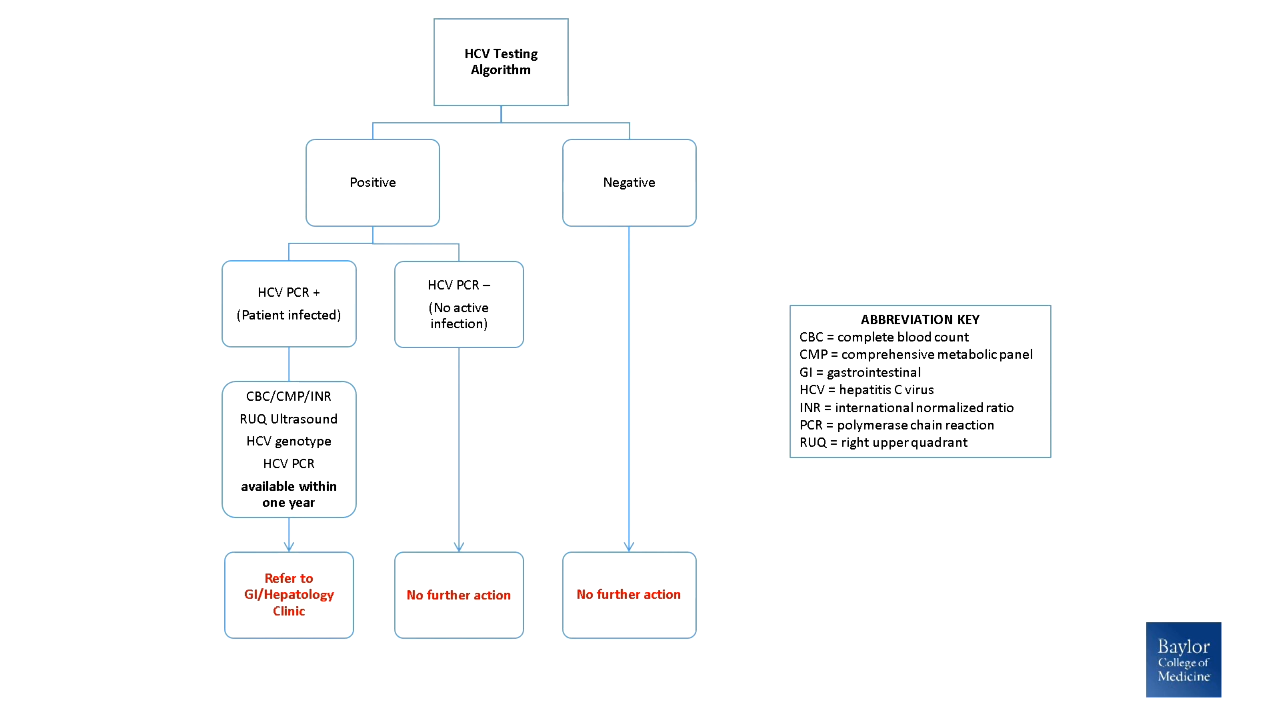 HCV Testing
Algorithm
Positive
Negative
HCV PCR +
(Patient infected)
HCV PCR –
(No active
infection)
CBC/CMP/INR
RUQ Ultrasound
HCV genotype
HCV PCR
available within
one year
Refer to
GI/Hepatology
Clinic
No further action
No further action
ABBREVIATION KEY
CBC = complete blood count
CMP = comprehensive metabolic panel
GI = gastrointestinal
HCV = hepatitis C virus
INR = international normalized ratio
PCR = polymerase chain reaction
RUQ = right upper quadrant
Baylor
College of
Medicine